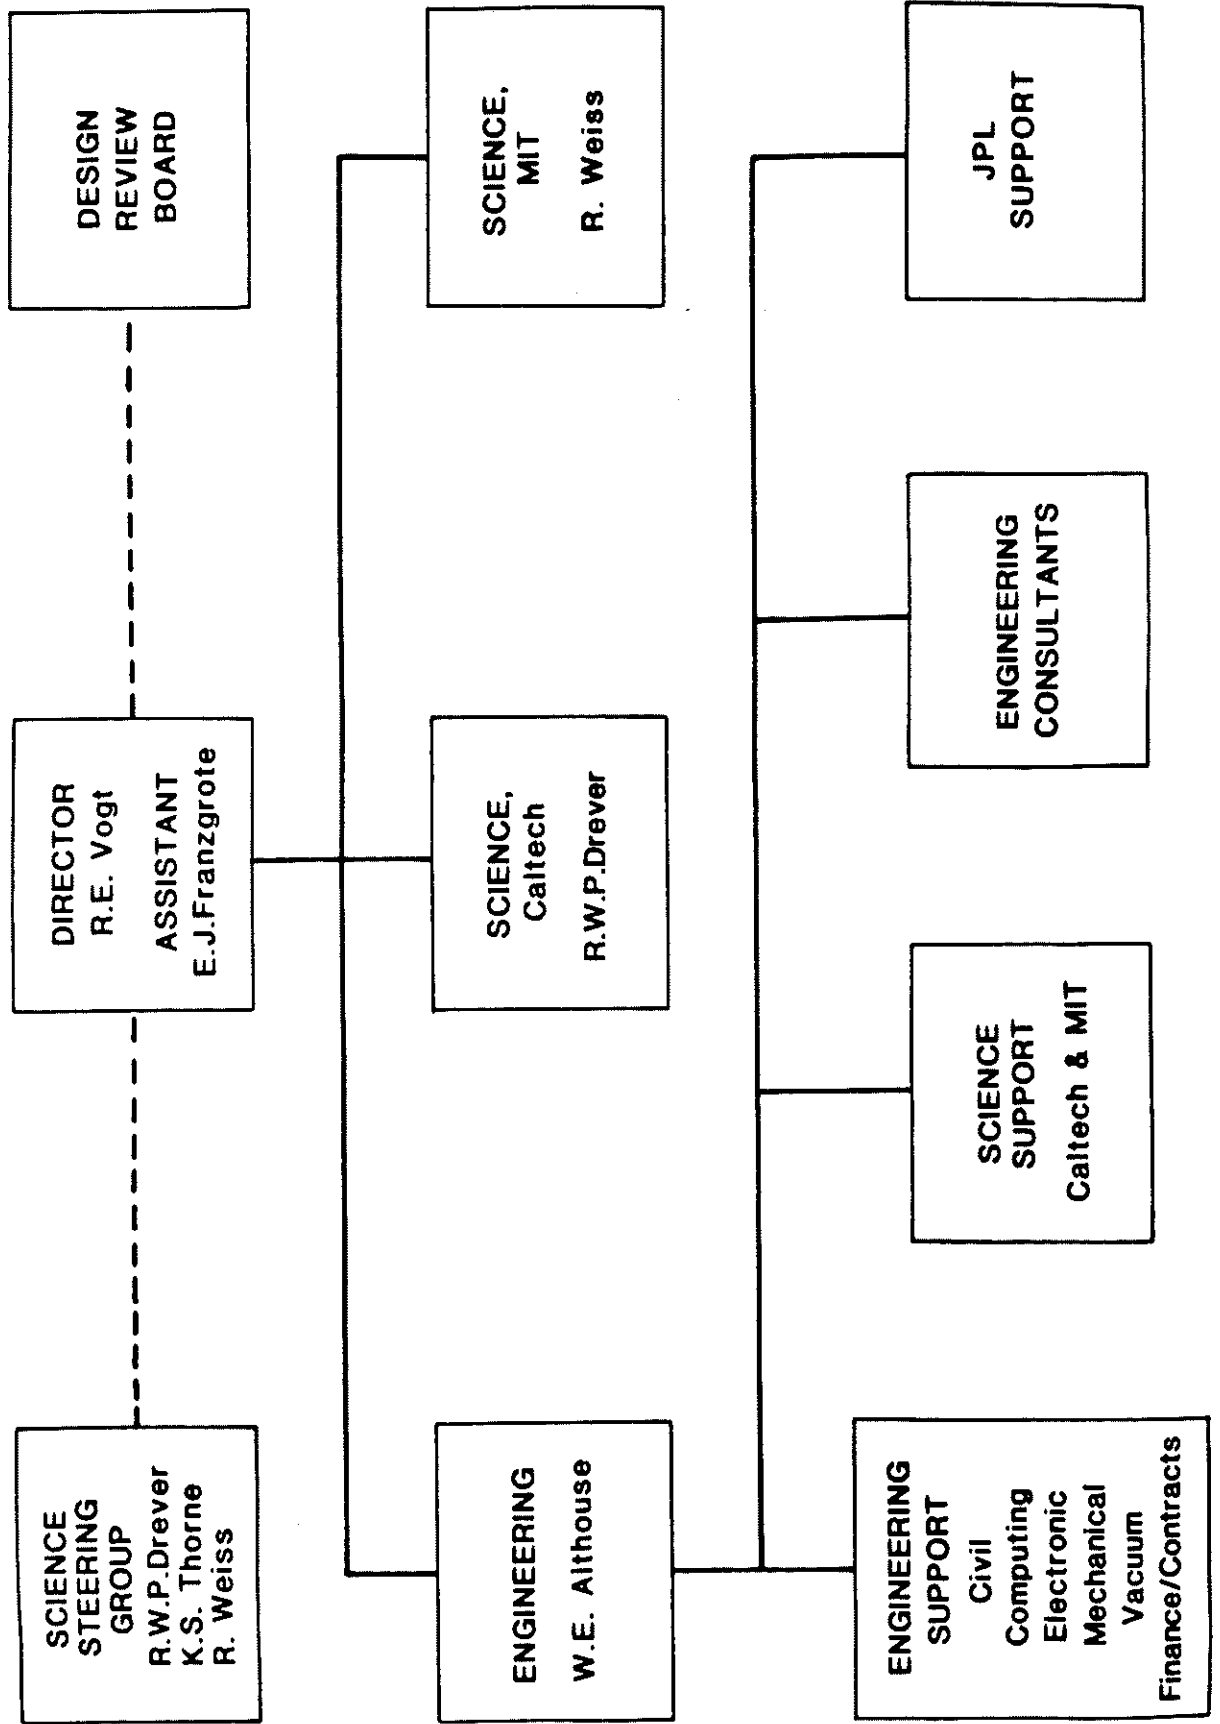 SCIENCE
STEERING
GROUP
R.W.P.Drever
K.S. Thorne
R. Weiss
DIRECTOR
R.E. Vogt
ASSISTANT
E.J.Franzgrote
DESIGN
REVIEW
BOARD
ENGINEERING
W.E. Althouse
SCIENCE,
Caltech
R.W.P.Drever
SCIENCE,
MIT
R. Weiss
ENGINEERING
SUPPORT
Civil
Computing
Electronic
Mechanical
Vacuum
Finance/Contracts
SCIENCE
SUPPORT
Caltech & MIT
ENGINEERING
CONSULTANTS
JPL
SUPPORT